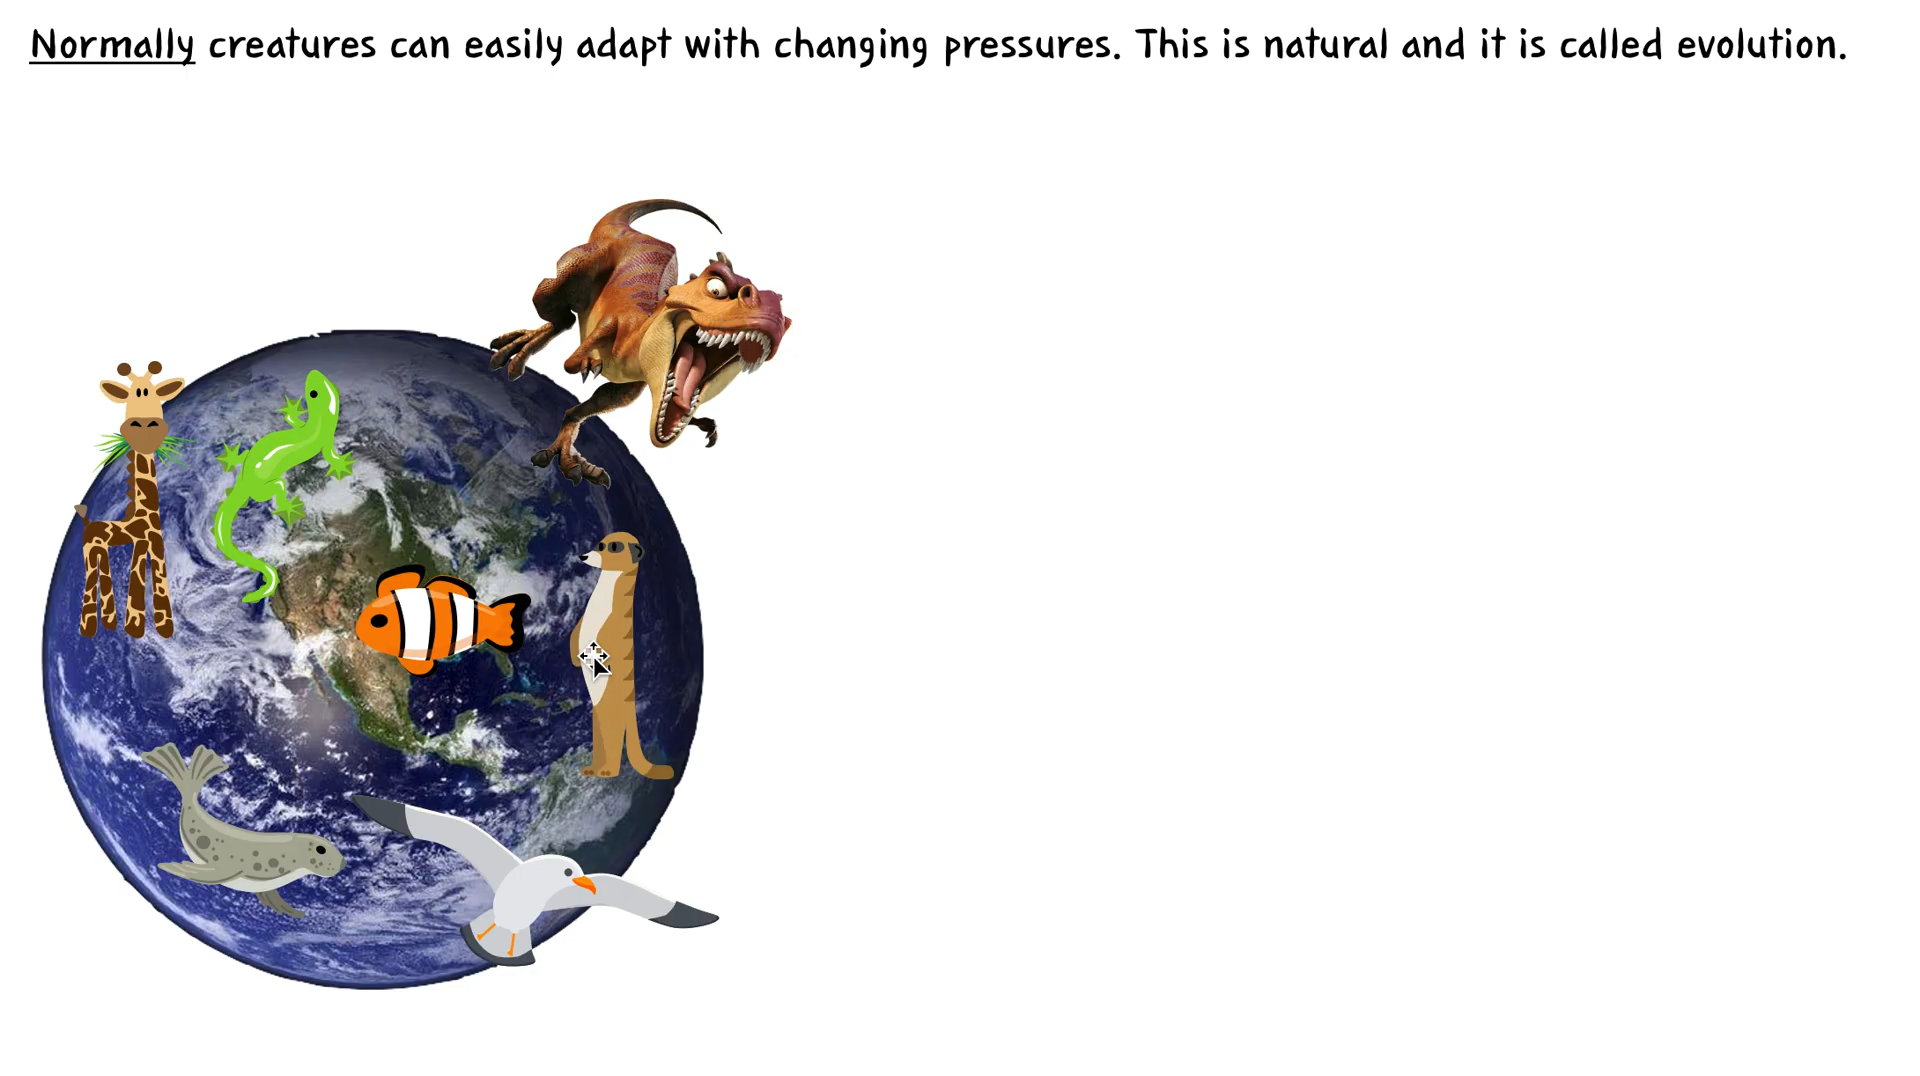 Normally creatures can easily adapt with changing pressures. This is natural and it is called evolution.